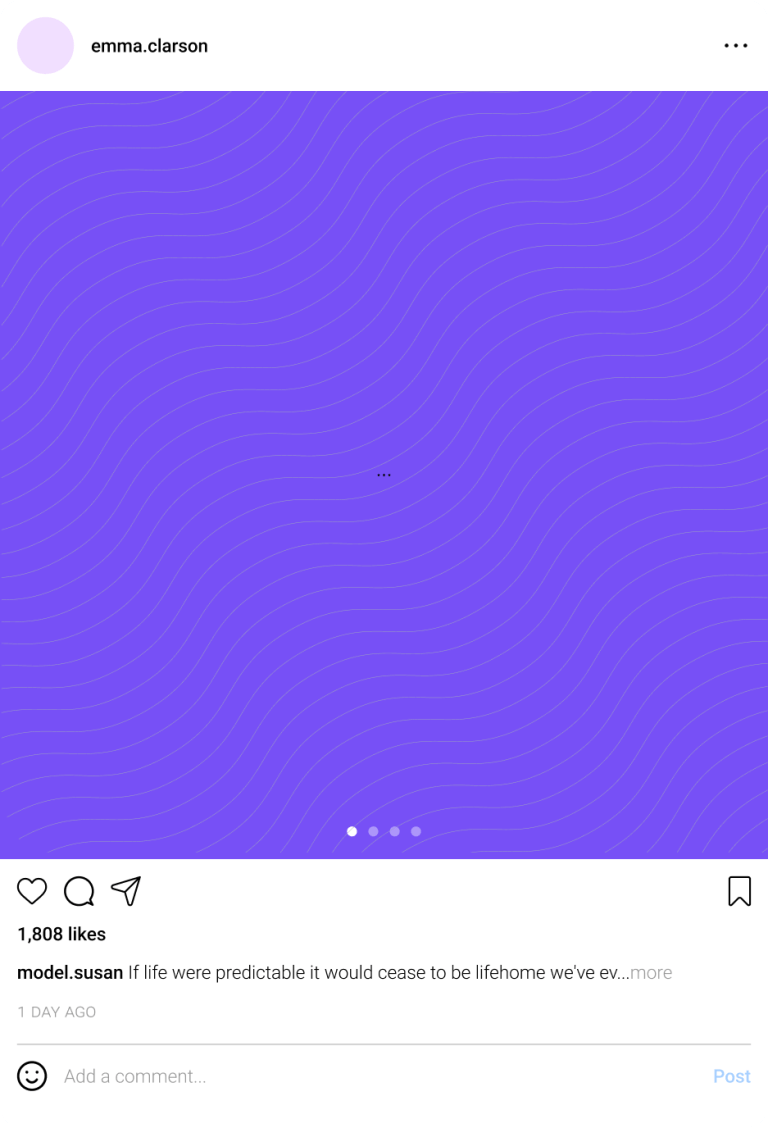 emma.clarson
...
1,808 likes
model.susan If life were predictable it would cease to be lifehome we've ev...more
1 DAY AGO
Add a comment...
Post